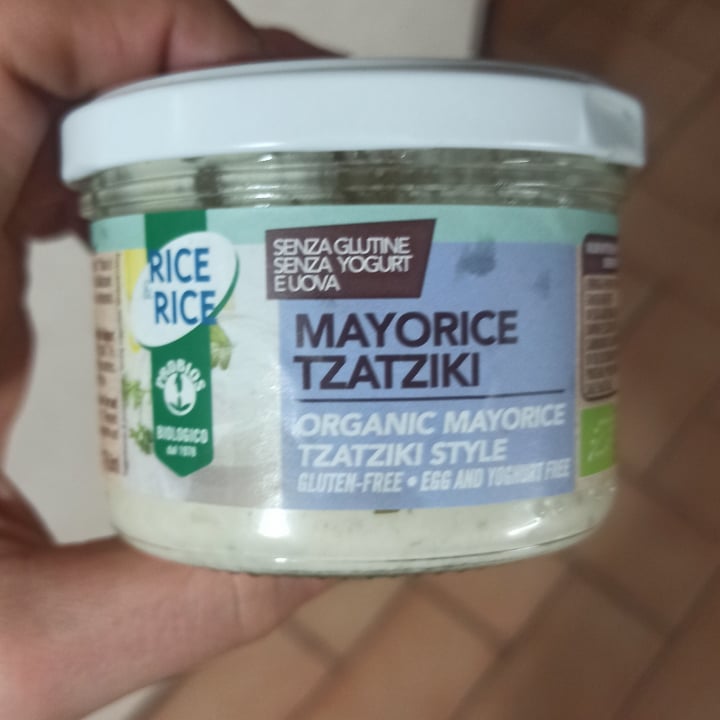 RICE
RICE
PROBIOS
BIOLOGICO
dal 1978
SENZA GLUTINE
SENZA YOGURT
E UOVA
MAYORICE
TZATZIKI
ORGANIC MAYORICE
TZATZIKI STYLE
GLUTEN-FREE • EGG AND YOGHURT FREE